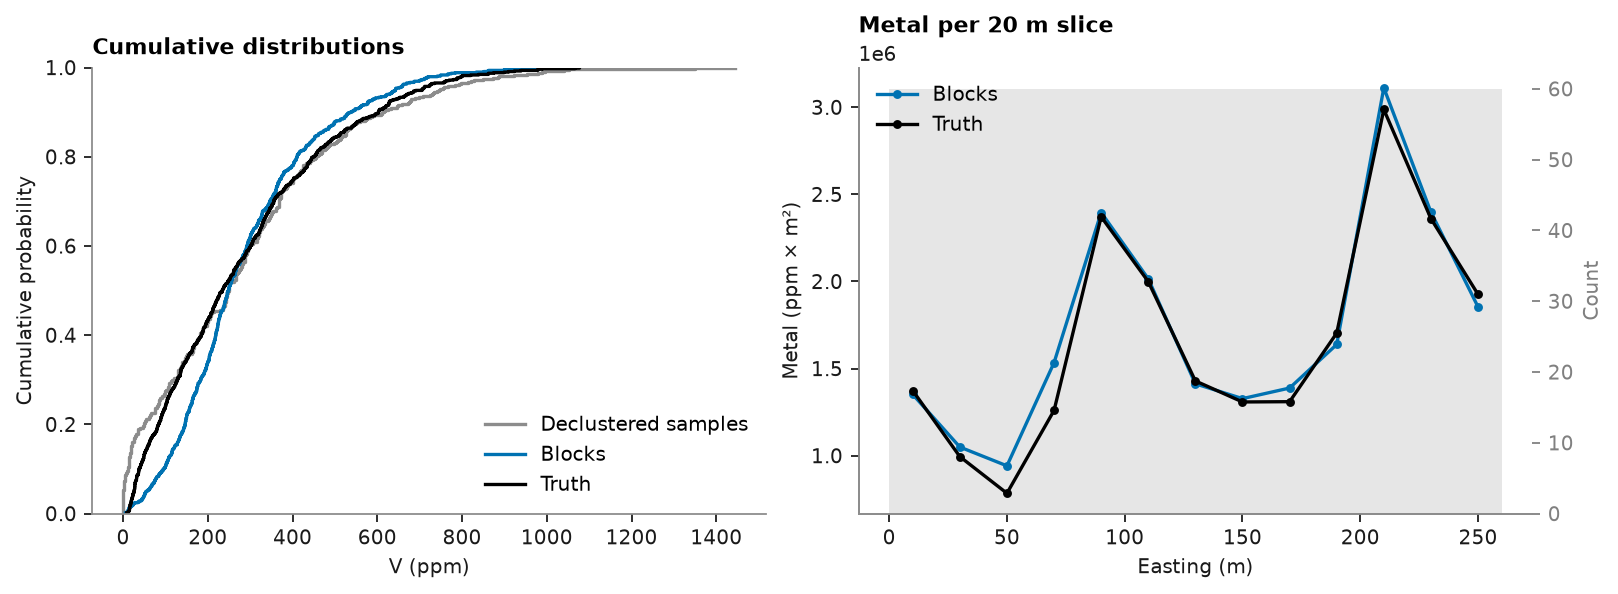 Cumulative distributions
1.0
0.8
0.6
0.4
0.2
0.0
Cumulative probability
0 200 400 600 800 1000 1200 1400
V (ppm)
Declustered samples
Blocks
Truth
Metal per 20 m slice
1e6
3.0
2.5
2.0
1.5
1.0
Metal (ppm × m²)
Blocks
Truth
0 50 100 150 200 250
Easting (m)
60
50
40
30
20
10
0
Count